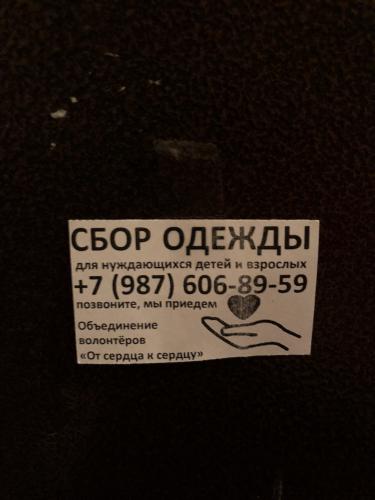 СБОР ОДЕЖДЫ
для нуждающихся детей и взрослых
+7 (987) 606-89-59
позвоните, мы приедем
Объединение
волонтёров
«От сердца к сердцу»